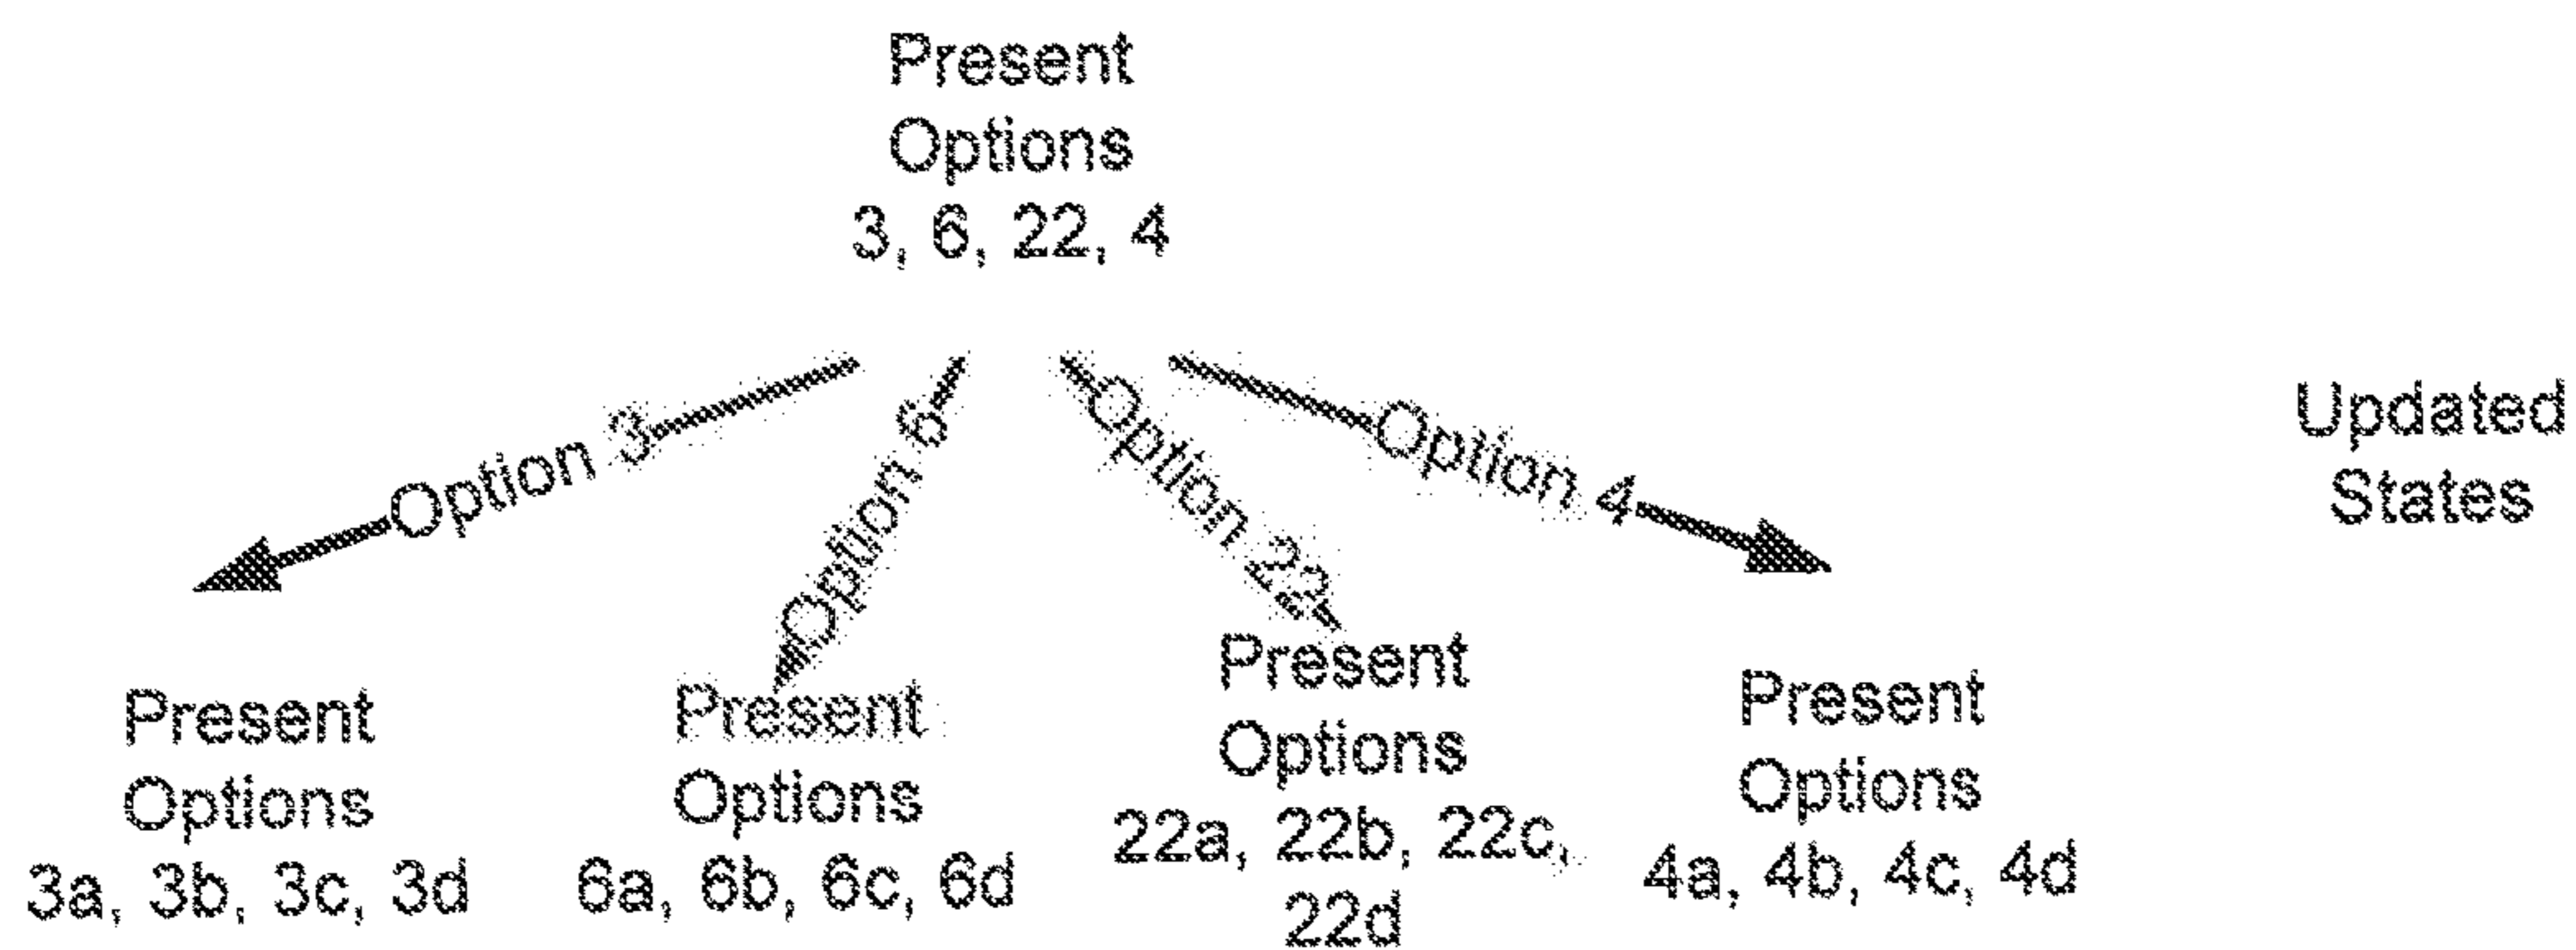 Present
Options
3, 6, 22, 4
Option 3
Option 6
Option 22
Option 4
Updated
States
Present
Options
3a, 3b, 3c, 3d
Present
Options
6a, 6b, 6c, 6d
Present
Options
22a, 22b, 22c,
22d
Present
Options
4a, 4b, 4c, 4d